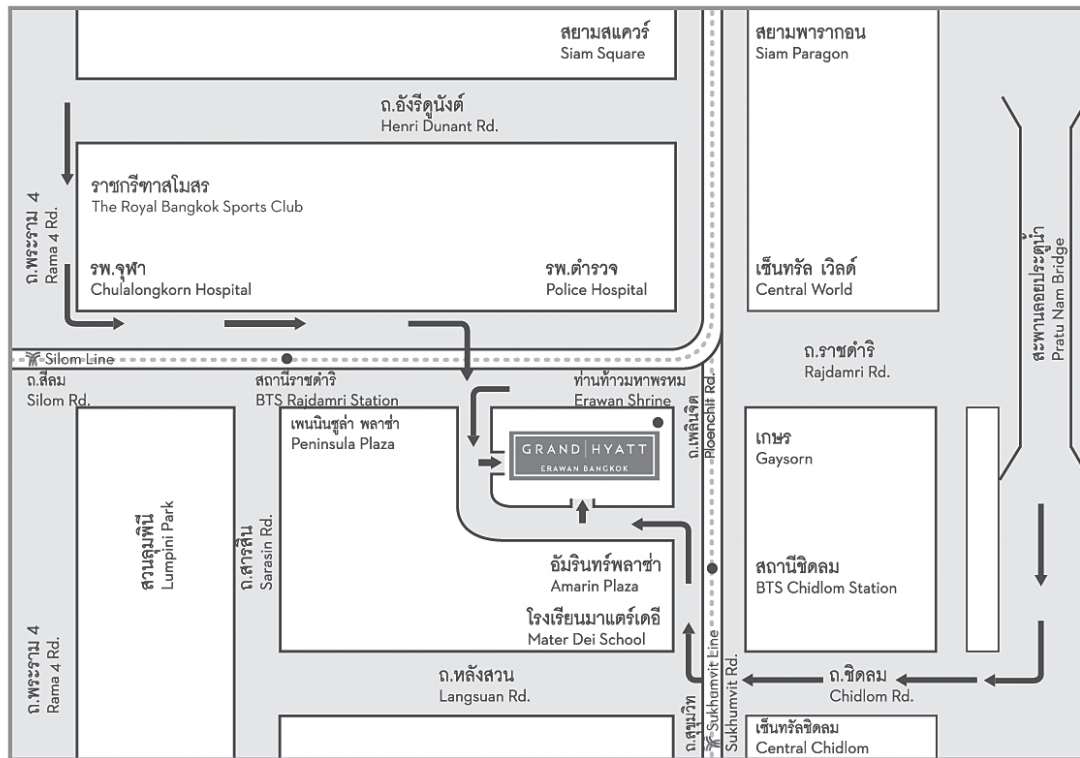 สยามสแควร์
Siam Square
สยามพารากอน
Siam Paragon
ถ.อังรีดูนังต์
Henri Dunant Rd.
ราชกรีฑาสโมสร
The Royal Bangkok Sports Club
ถ.พระราม 4
Rama 4 Rd.
รพ.จุฬา
Chulalongkorn Hospital
รพ.ตำรวจ
Police Hospital
เซ็นทรัล เวิลด์
Central World
สะพานลอยประตูน้ำ
Pratu Nam Bridge
Silom Line
ถ.สีลม
Silom Rd.
สถานีราชดำริ
BTS Rajdamri Station
ท่านท้าวมหาพรหม
Erawan Shrine
ถ.ราชดำริ
Rajdamri Rd.
ถ.เพลินจิต
Ploenchit Rd.
เพนนินซูล่า พลาซ่า
Peninsula Plaza
GRAND HYATT
ERAWAN BANGKOK
เกษร
Gaysorn
สวนลุมพินี
Lumpini Park
ถ.สารสิน
Sarasin Rd.
อัมรินทร์พลาซ่า
Amarin Plaza
สถานีชิดลม
BTS Chidlom Station
โรงเรียนมาแตร์เดอี
Mater Dei School
ถ.พระราม 4
Rama 4 Rd.
ถ.หลังสวน
Langsuan Rd.
ถ.สุขุมวิท
Sukhumvit Line
Sukhumvit Rd.
ถ.ชิดลม
Chidlom Rd.
เซ็นทรัลชิดลม
Central Chidlom